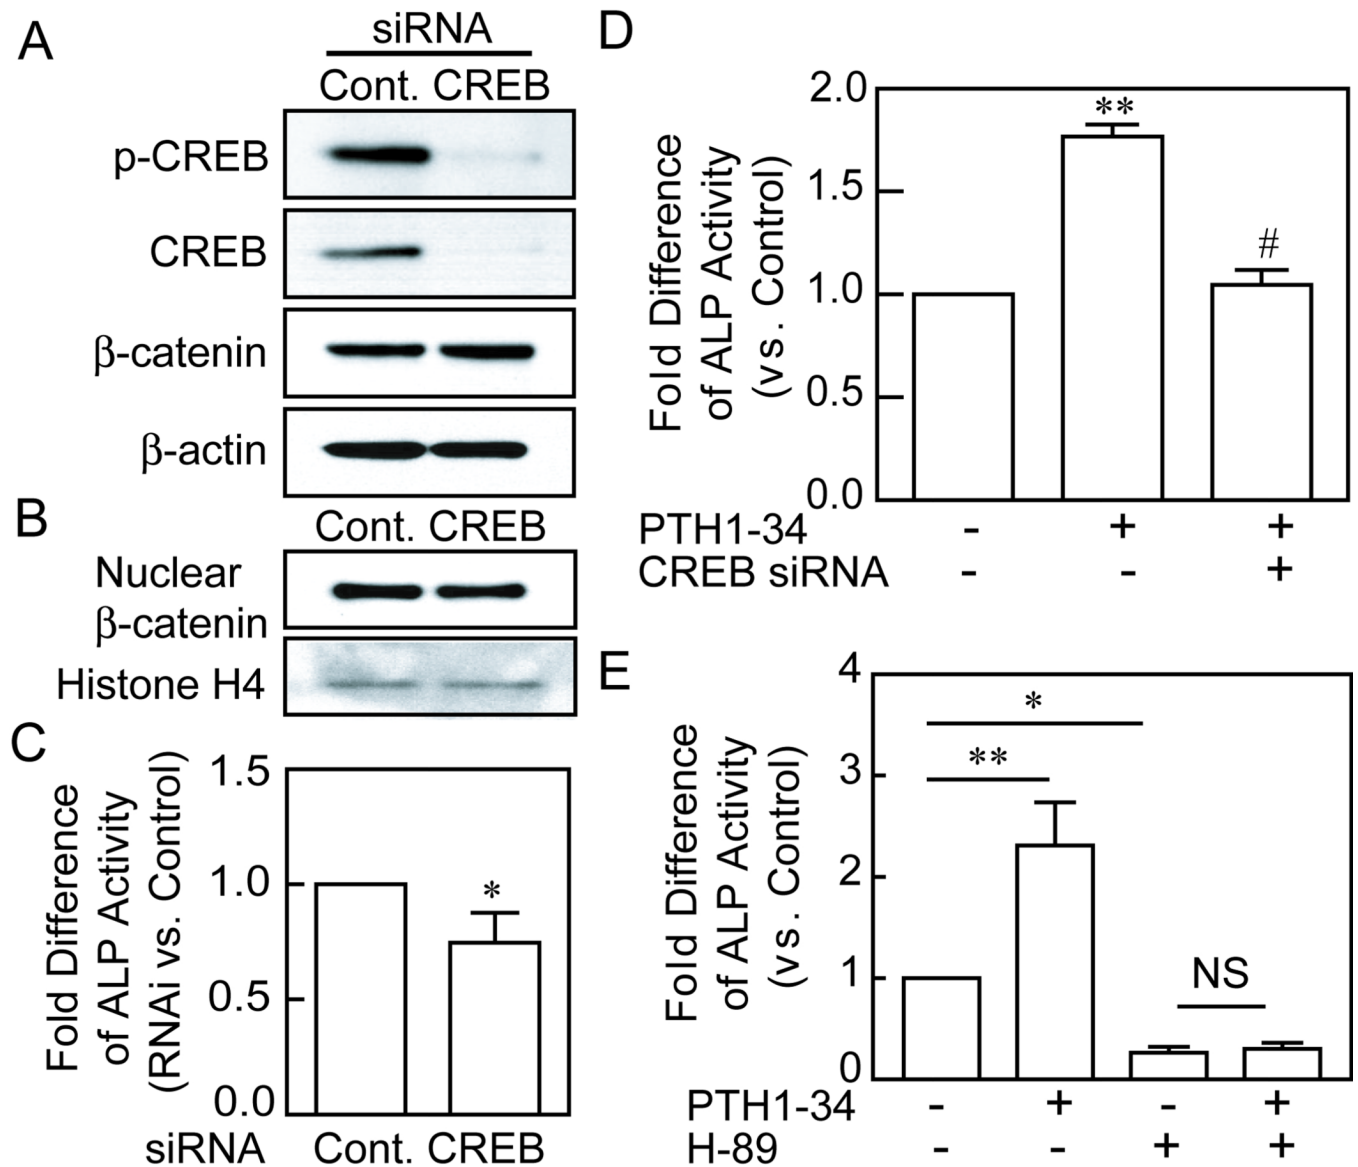 A
siRNA
Cont. CREB
p-CREB
CREB
β-catenin
β-actin
B
Cont. CREB
Nuclear
β-catenin
Histone H4
C
Fold Difference
of ALP Activity
(RNAi vs. Control)
1.5
1.0
0.5
0.0
*
siRNA Cont. CREB
D
Fold Difference
of ALP Activity
(vs. Control)
2.0
1.5
1.0
0.5
0.0
**
#
PTH1-34 - + +
CREB siRNA - - +
E
Fold Difference
of ALP Activity
(vs. Control)
4
3
2
1
0
*
**
NS
PTH1-34 - + - +
H-89 - - + +